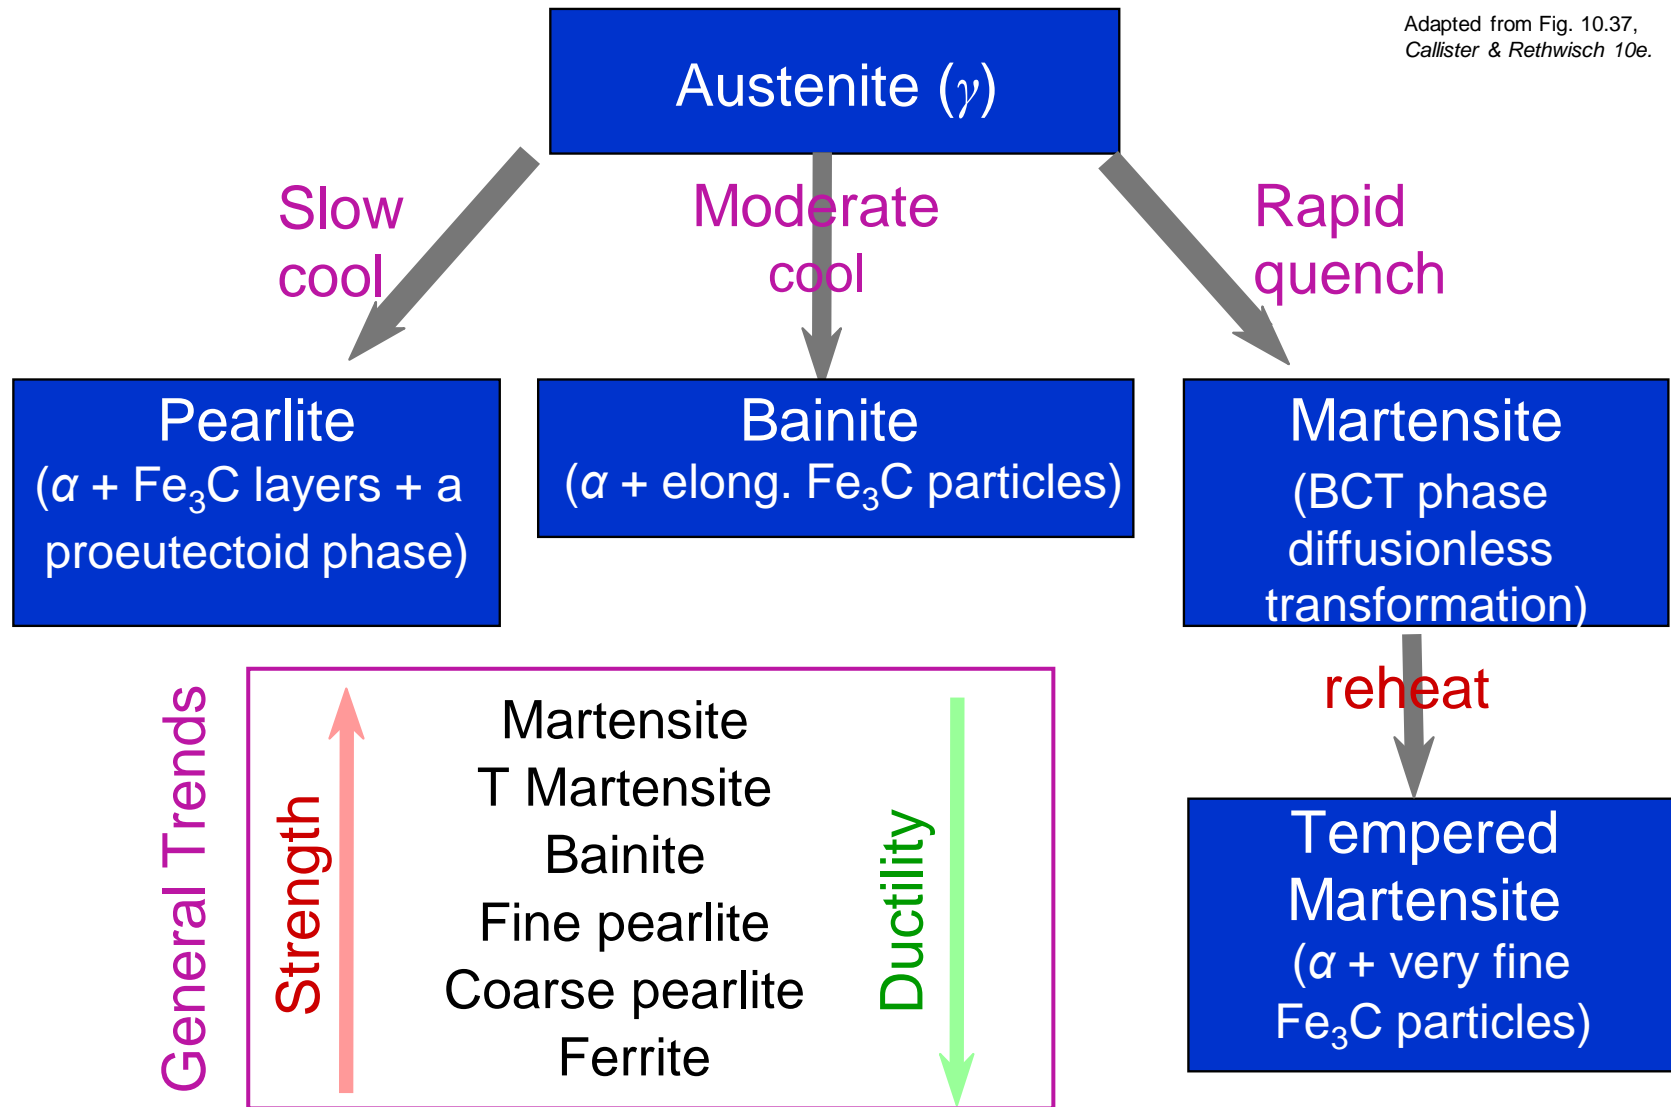 Adapted from Fig. 10.37,
Callister & Rethwisch 10e.
Austenite (γ)
Slow
cool
Moderate
cool
Rapid
quench
Pearlite
(α + Fe₃C layers + a
proeutectoid phase)
Bainite
(α + elong. Fe₃C particles)
Martensite
(BCT phase
diffusionless
transformation)
reheat
Tempered
Martensite
(α + very fine
Fe₃C particles)
General Trends
Strength
Martensite
T Martensite
Bainite
Fine pearlite
Coarse pearlite
Ferrite
Ductility